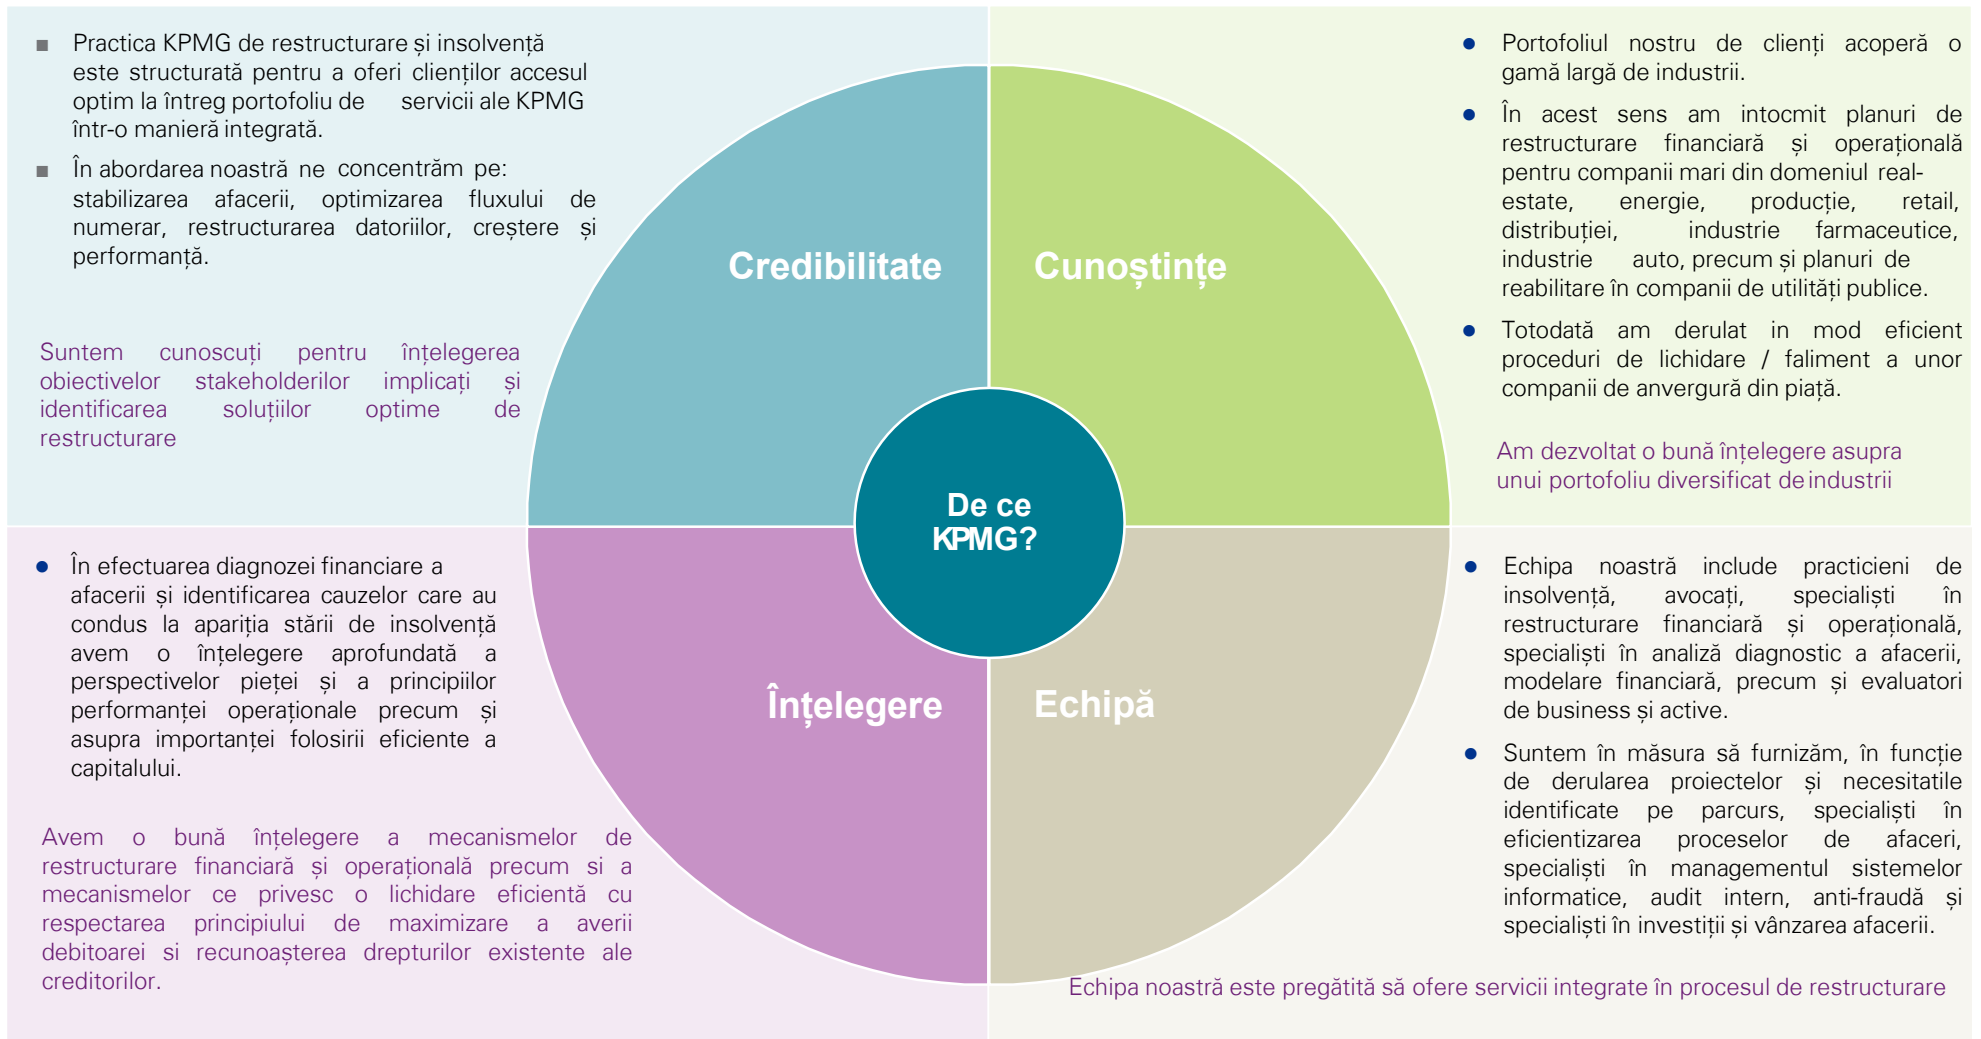 Practica KPMG de restructurare și insolvență
este structurată pentru a oferi clienților accesul
optim la întreg portofoliu de servicii ale KPMG
într-o manieră integrată.
În abordarea noastră ne concentrăm pe:
stabilizarea afacerii, optimizarea fluxului de
numerar, restructurarea datoriilor, creștere și
performanță.
Suntem cunoscuți pentru înțelegerea
obiectivelor stakeholderilor implicați și
identificarea soluțiilor optime de
restructurare
Credibilitate
Cunoștințe
Portofoliul nostru de clienți acoperă o
gamă largă de industrii.
În acest sens am intocmit planuri de
restructurare financiară și operațională
pentru companii mari din domeniul real-
estate, energie, producție, retail,
distribuției, industrie farmaceutice,
industrie auto, precum și planuri de
reabilitare în companii de utilități publice.
Totodată am derulat in mod eficient
proceduri de lichidare / faliment a unor
companii de anvergură din piață.
Am dezvoltat o bună înțelegere asupra
unui portofoliu diversificat de industrii
De ce
KPMG?
În efectuarea diagnozei financiare a
afacerii și identificarea cauzelor care au
condus la apariția stării de insolvență
avem o înțelegere aprofundată a
perspectivelor pieței și a principiilor
performanței operaționale precum și
asupra importanței folosirii eficiente a
capitalului.
Avem o bună înțelegere a mecanismelor de
restructurare financiară și operațională precum si a
mecanismelor ce privesc o lichidare eficientă cu
respectarea principiului de maximizare a averii
debitoarei si recunoașterea drepturilor existente ale
creditorilor.
Înțelegere
Echipă
Echipa noastră include practicieni de
insolvență, avocați, specialiști în
restructurare financiară și operațională,
specialiști în analiză diagnostic a afacerii,
modelare financiară, precum și evaluatori
de business și active.
Suntem în măsura să furnizăm, în funcție
de derularea proiectelor și necesitatile
identificate pe parcurs, specialiști în
eficientizarea proceselor de afaceri,
specialiști în managementul sistemelor
informatice, audit intern, anti-fraudă și
specialiști în investiții și vânzarea afacerii.
Echipa noastră este pregătită să ofere servicii integrate în procesul de restructurare